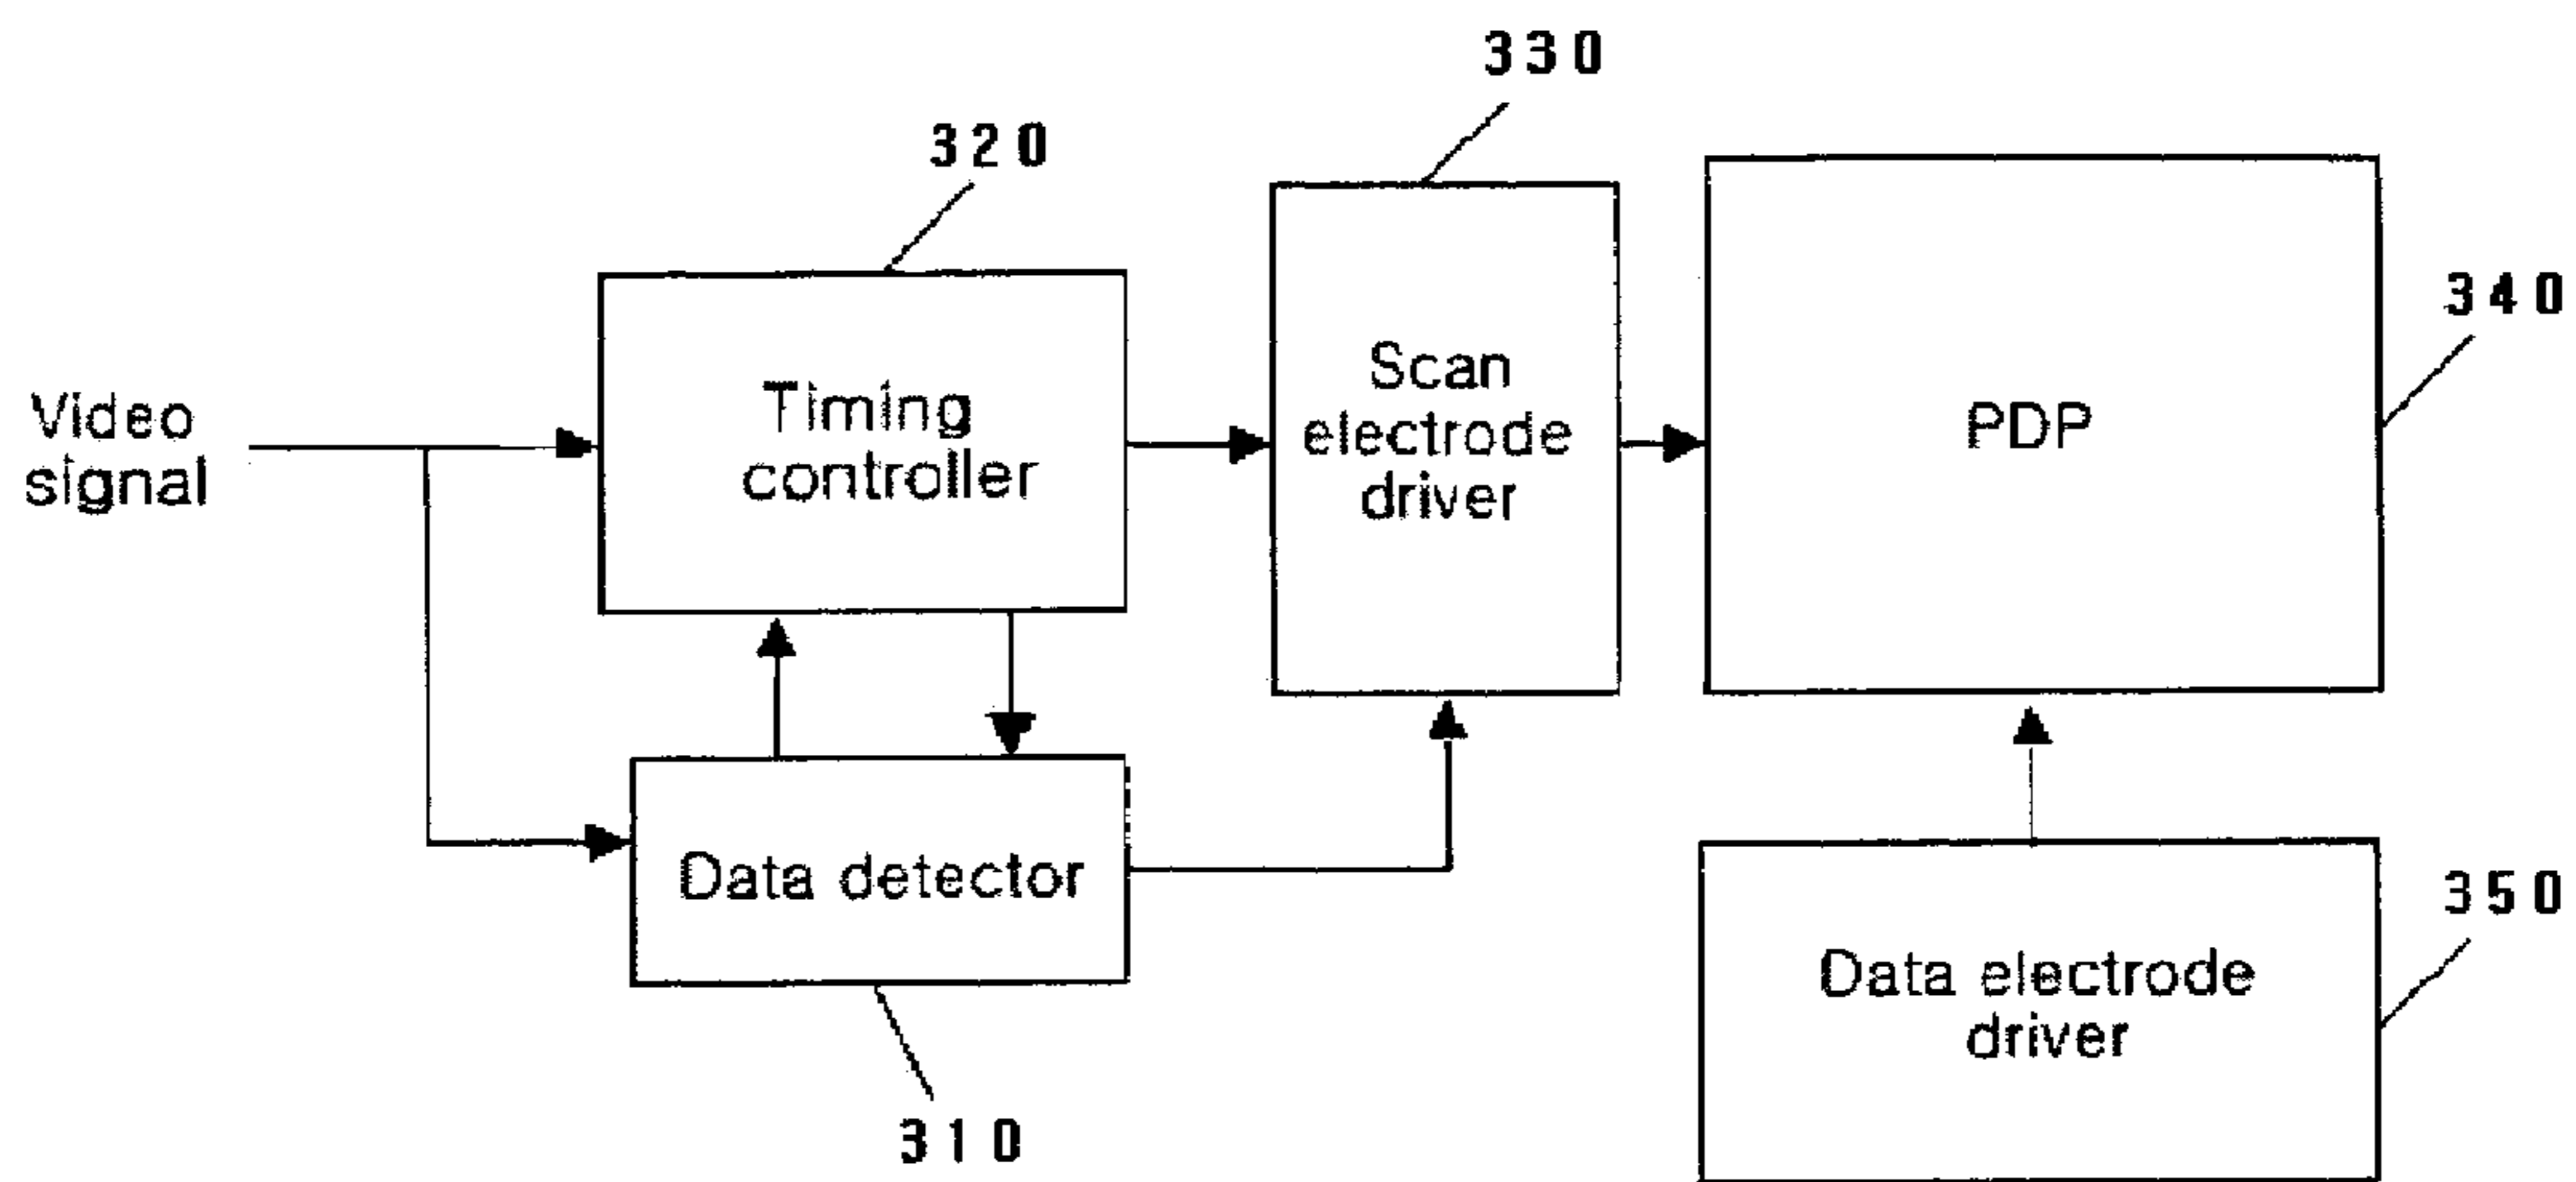 330
320
340
Video
signal
Timing
controller
Scan
electrode
driver
PDP
Data detector
350
Data electrode
driver
310